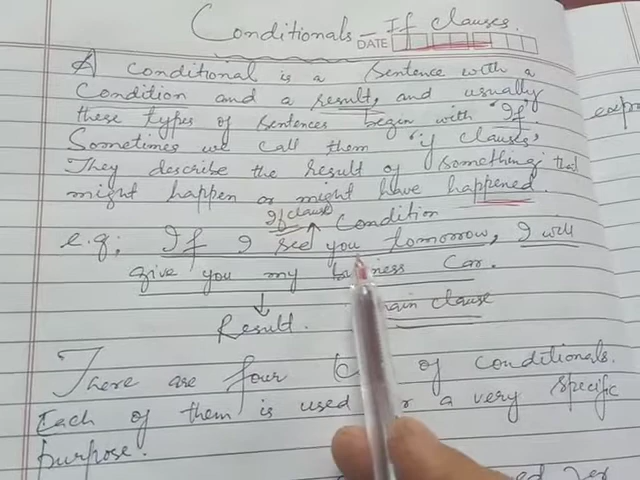 Conditionals - If clauses.
DATE
A Conditional is a Sentence with a
Condition and a result, and usually
these types of sentences begin with "If".
Sometimes we call them "if clauses"
They describe the Result of something that
might happen or might have happened.
If clause Condition
e.g; If I see you tomorrow, I will
give you my business Car.
Result. main clause
There are four of conditionals.
Each of them is used a very specific
purpose.